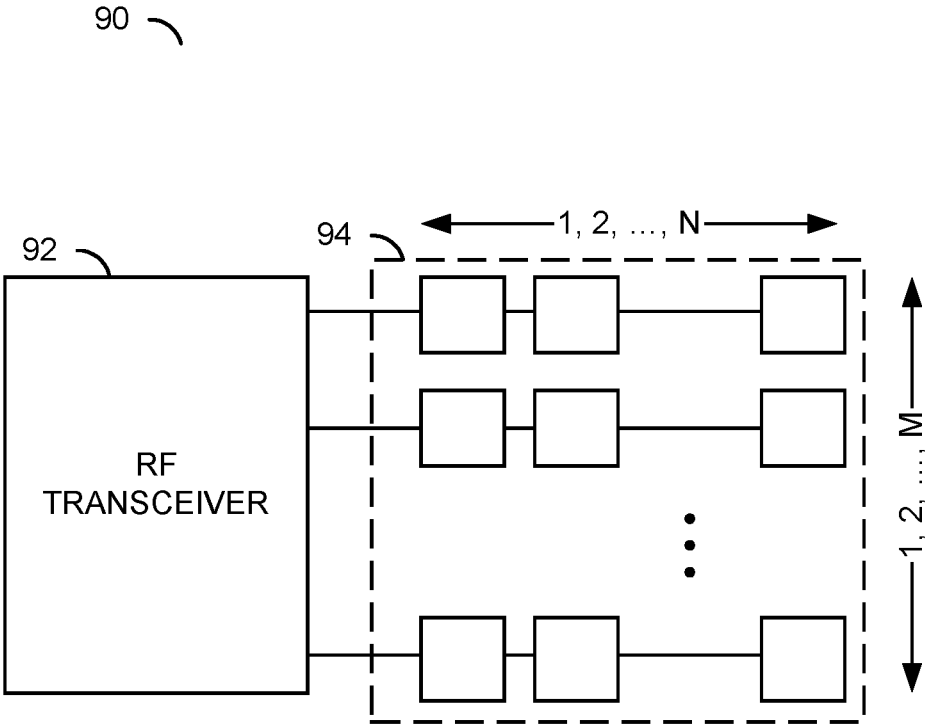 90
1, 2, ..., N
92
94
RF
TRANSCEIVER
1, 2, ..., M